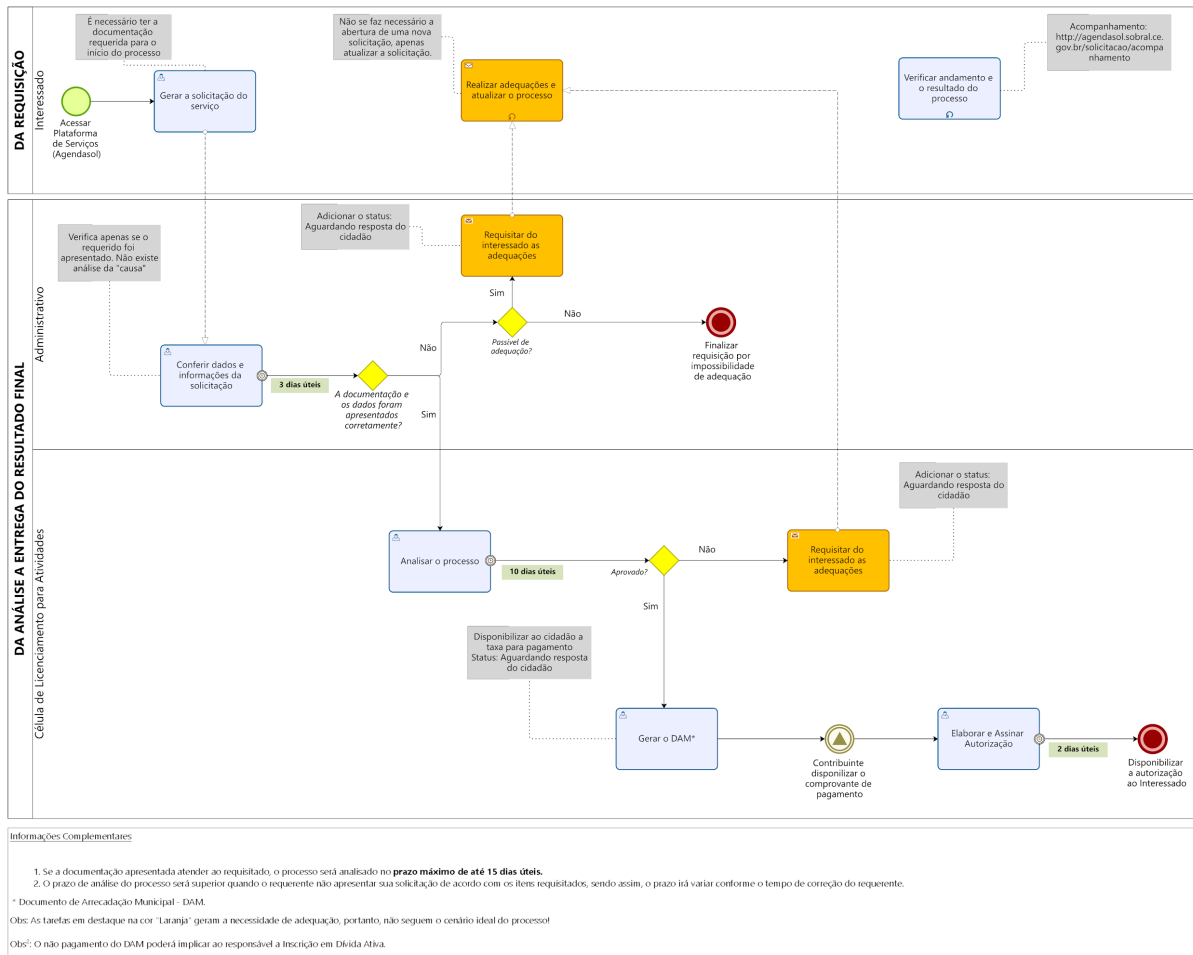 DA REQUISIÇÃO
Interessado
É necessário ter a
documentação
requerida para o
início do processo
Acessar
Plataforma
de Serviços
(Agendasol)
Gerar a solicitação do
serviço
Não se faz necessário a
abertura de uma nova
solicitação, apenas
atualizar a solicitação.
Realizar adequações e
atualizar o processo
Verificar andamento e
o resultado do
processo
Acompanhamento:
http://agendasol.sobral.ce.
gov.br/solicitacao/acompa
nhamento
DA ANÁLISE A ENTREGA DO RESULTADO FINAL
Administrativo
Verifica apenas se o
requerido foi
apresentado. Não existe
análise da "causa"
Adicionar o status:
Aguardando resposta do
cidadão
Requisitar do
interessado as
adequações
Sim
Passível de
adequação?
Não
Finalizar
requisição por
impossibilidade
de adequação
Conferir dados e
informações da
solicitação
3 dias úteis
A documentação e
os dados foram
apresentados
corretamente?
Não
Sim
Célula de Licenciamento para Atividades
Adicionar o status:
Aguardando resposta do
cidadão
Analisar o processo
10 dias úteis
Aprovado?
Não
Requisitar do
interessado as
adequações
Sim
Disponibilizar ao cidadão a
taxa para pagamento
Status: Aguardando resposta
do cidadão
Gerar o DAM*
Contribuinte
disponilizar o
comprovante de
pagamento
Elaborar e Assinar
Autorização
2 dias úteis
Disponibilizar
a autorização
ao Interessado
Informações Complementares
1. Se a documentação apresentada atender ao requisitado, o processo será analisado no prazo máximo de até 15 dias úteis.
2. O prazo de análise do processo será superior quando o requerente não apresentar sua solicitação de acordo com os itens requisitados, sendo assim, o prazo irá variar conforme o tempo de correção do requerente.
* Documento de Arrecadação Municipal - DAM.
Obs: As tarefas em destaque na cor "Laranja" geram a necessidade de adequação, portanto, não seguem o cenário ideal do processo!
Obs²: O não pagamento do DAM poderá implicar ao responsável a Inscrição em Dívida Ativa.